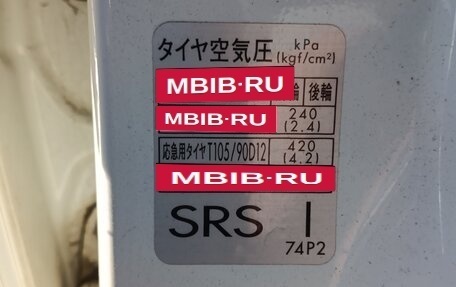 タイヤ空気圧 kPa (kgf/cm²)
MBIB·RU 輪 後輪
MBIB·RU 240 (2.4)
応急用タイヤT105/90D12 420 (4.2)
MBIB·RU
SRS I
74P2